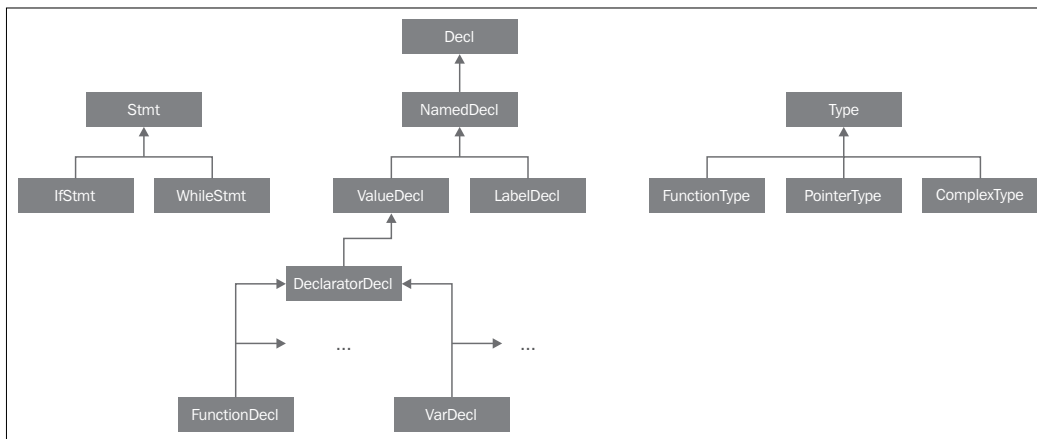 Decl
Stmt
NamedDecl
Type
IfStmt
WhileStmt
ValueDecl
LabelDecl
FunctionType
PointerType
ComplexType
DeclaratorDecl
...
...
FunctionDecl
VarDecl